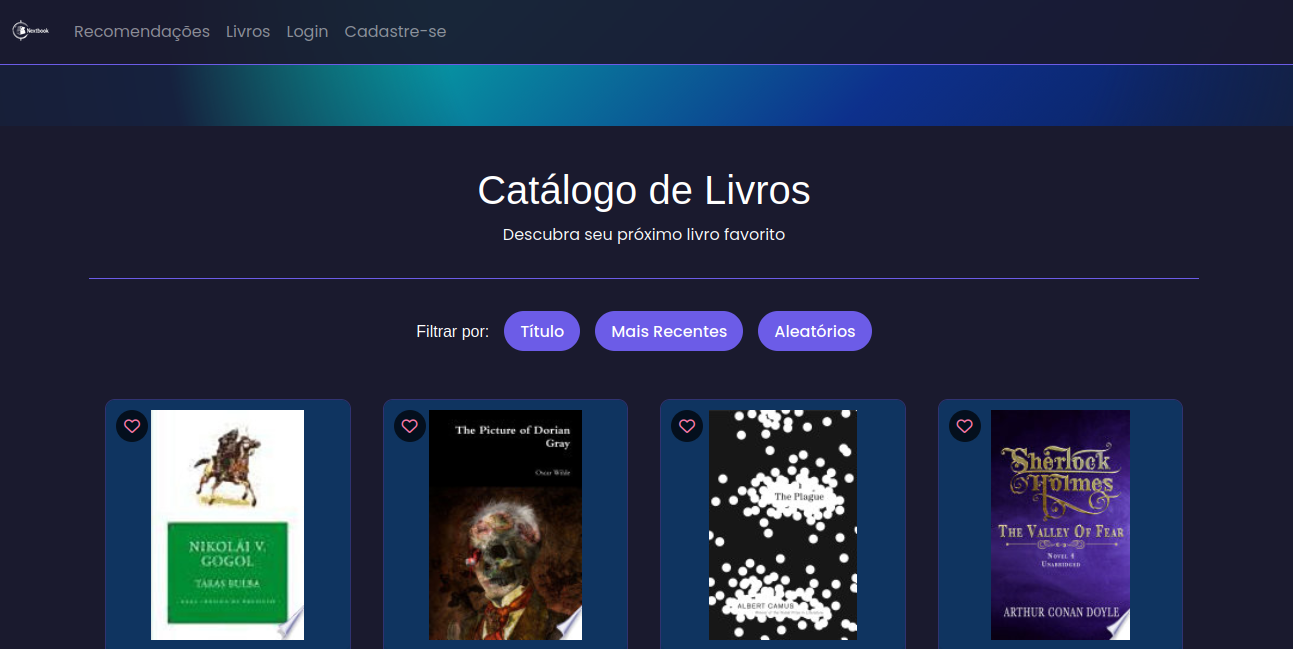 Nextbook
Recomendações Livros Login Cadastre-se
Catálogo de Livros
Descubra seu próximo livro favorito
Filtrar por: Título Mais Recentes Aleatórios
NIKOLÁI V.
GOGOL
TARAS BULBA
The Picture of Dorian
Gray
Oscar Wilde
The Plague
ALBERT CAMUS
Sherlock
Holmes
THE VALLEY OF FEAR
NOVEL 4
UNABRIDGED
ARTHUR CONAN DOYLE